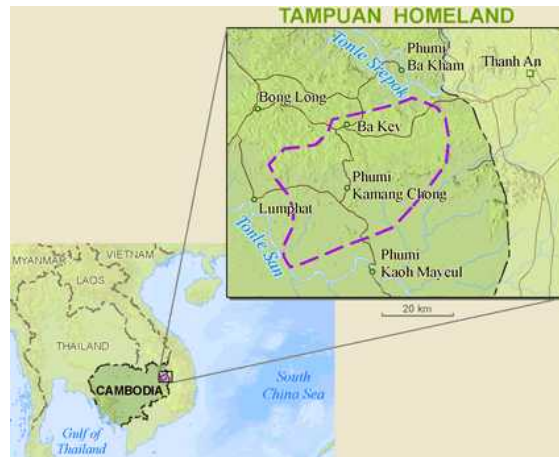 TAMPUAN HOMELAND
Tonle Srepok
Phumi
Ba Kham
Thanh An
Bong Long
Ba Kev
Phumi
Kamang Chong
Lumphat
Tonle San
Phumi
Kaoh Mayeul
20 km
MYANMAR
VIETNAM
LAOS
THAILAND
CAMBODIA
South
China Sea
Gulf of
Thailand